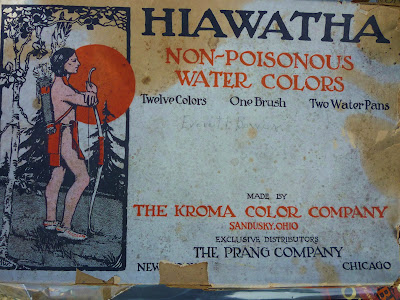 HIAWATHA
NON-POISONOUS
WATER COLORS
Twelve Colors One Brush Two Water Pans
MADE BY
THE KROMA COLOR COMPANY
SANDUSKY, OHIO
EXCLUSIVE DISTRIBUTORS
THE PRANG COMPANY
NEW CHICAGO